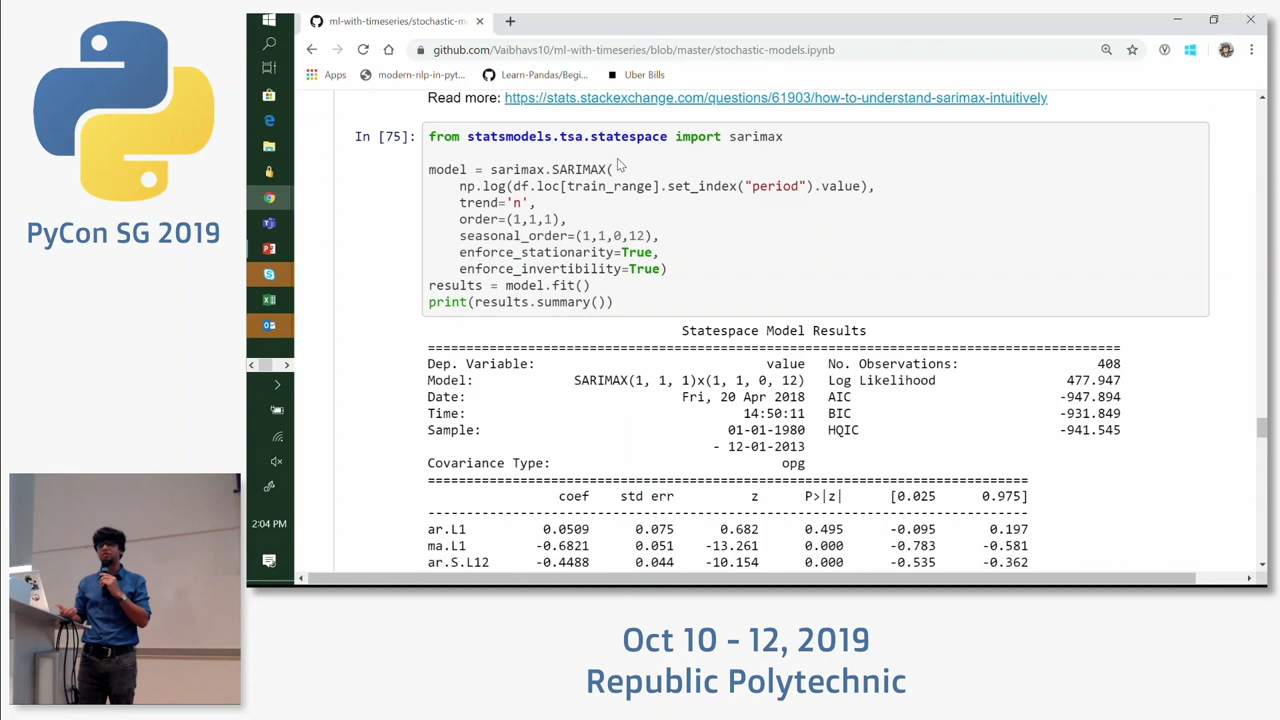 PyCon SG 2019
ml-with-timeseries/stochastic-m
github.com/Vaibhavs10/ml-with-timeseries/blob/master/stochastic-models.ipynb
Apps
modern-nlp-in-pyt...
Learn-Pandas/Begi...
Uber Bills
Read more: https://stats.stackexchange.com/questions/61903/how-to-understand-sarimax-intuitively
In [75]: from statsmodels.tsa.statespace import sarimax
model = sarimax.SARIMAX(
np.log(df.loc[train_range].set_index("period").value),
trend='n',
order=(1,1,1),
seasonal_order=(1,1,0,12),
enforce_stationarity=True,
enforce_invertibility=True)
results = model.fit()
print(results.summary())
Statespace Model Results
==========================================================================================
Dep. Variable: value No. Observations: 408
Model: SARIMAX(1, 1, 1)x(1, 1, 0, 12) Log Likelihood 477.947
Date: Fri, 20 Apr 2018 AIC -947.894
Time: 14:50:11 BIC -931.849
Sample: 01-01-1980 HQIC -941.545
- 12-01-2013
Covariance Type: opg
==============================================================================
coef std err z P>|z| [0.025 0.975]
------------------------------------------------------------------------------
ar.L1 0.0509 0.075 0.682 0.495 -0.095 0.197
ma.L1 -0.6821 0.051 -13.261 0.000 -0.783 -0.581
ar.S.L12 -0.4488 0.044 -10.154 0.000 -0.535 -0.362
2:04 PM
Oct 10 - 12, 2019
Republic Polytechnic